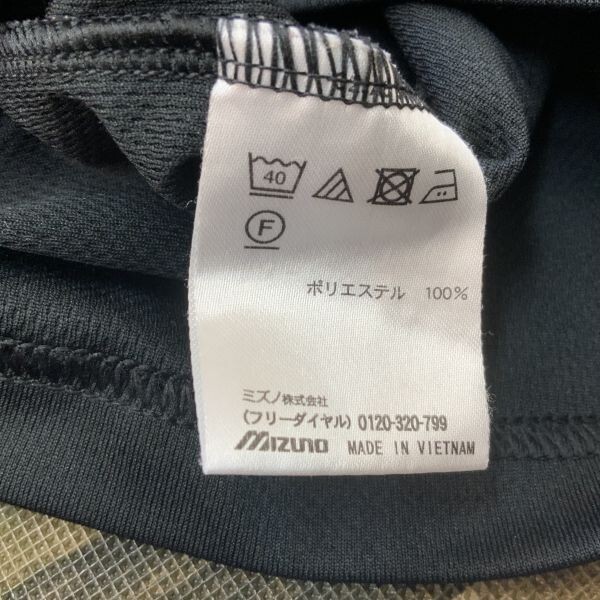 40
F
ポリエステル 100%
ミズノ株式会社
(フリーダイヤル) 0120-320-799
MIZUNO MADE IN VIETNAM